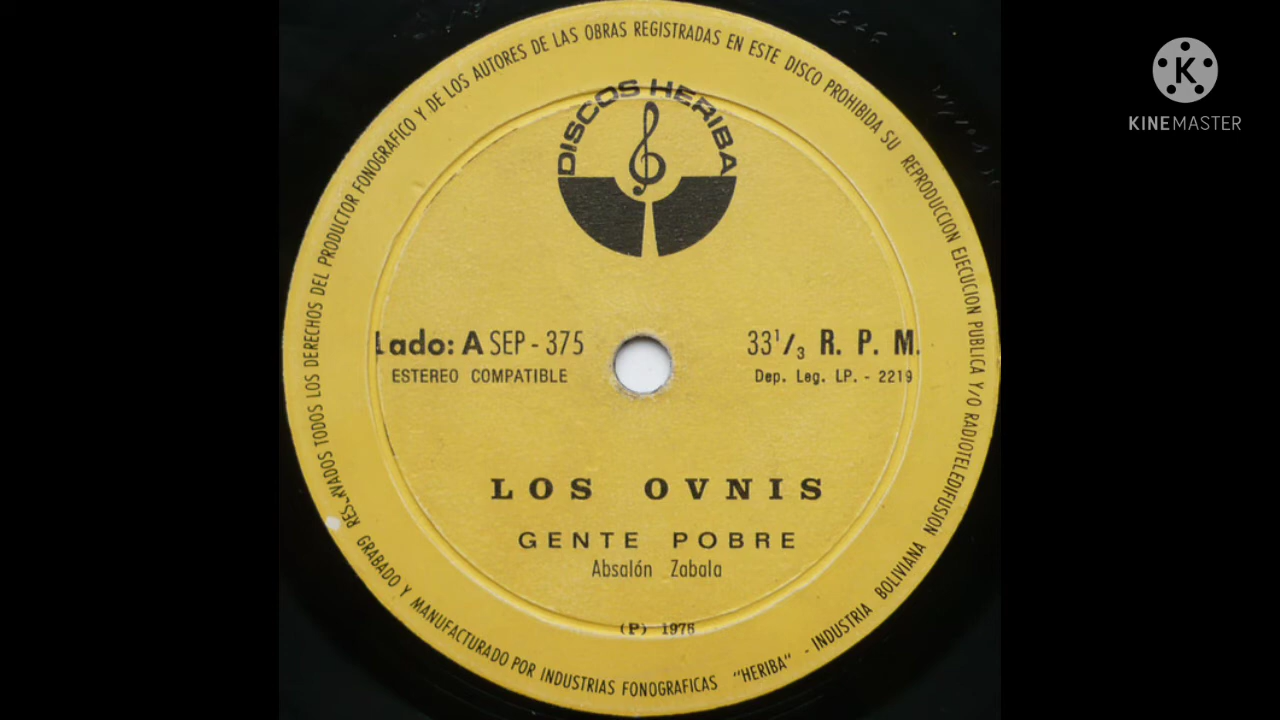 RESERVADOS TODOS LOS DERECHOS DEL PRODUCTOR FONOGRAFICO Y DE LOS AUTORES DE LAS OBRAS REGISTRADAS EN ESTE DISCO PROHIBIDA SU REPRODUCCION EJECUCION PUBLICA Y/O RADIOTELEDIFUSION
DISCOS HERIBA
KINEMASTER
Lado: A SEP - 375
33 1/3 R. P. M.
ESTEREO COMPATIBLE
Dep. Leg. LP. - 2219
LOS OVNIS
GENTE POBRE
Absalón Zabala
(P) 1976
GRABADO Y MANUFACTURADO POR INDUSTRIAS FONOGRAFICAS "HERIBA" - INDUSTRIA BOLIVIANA